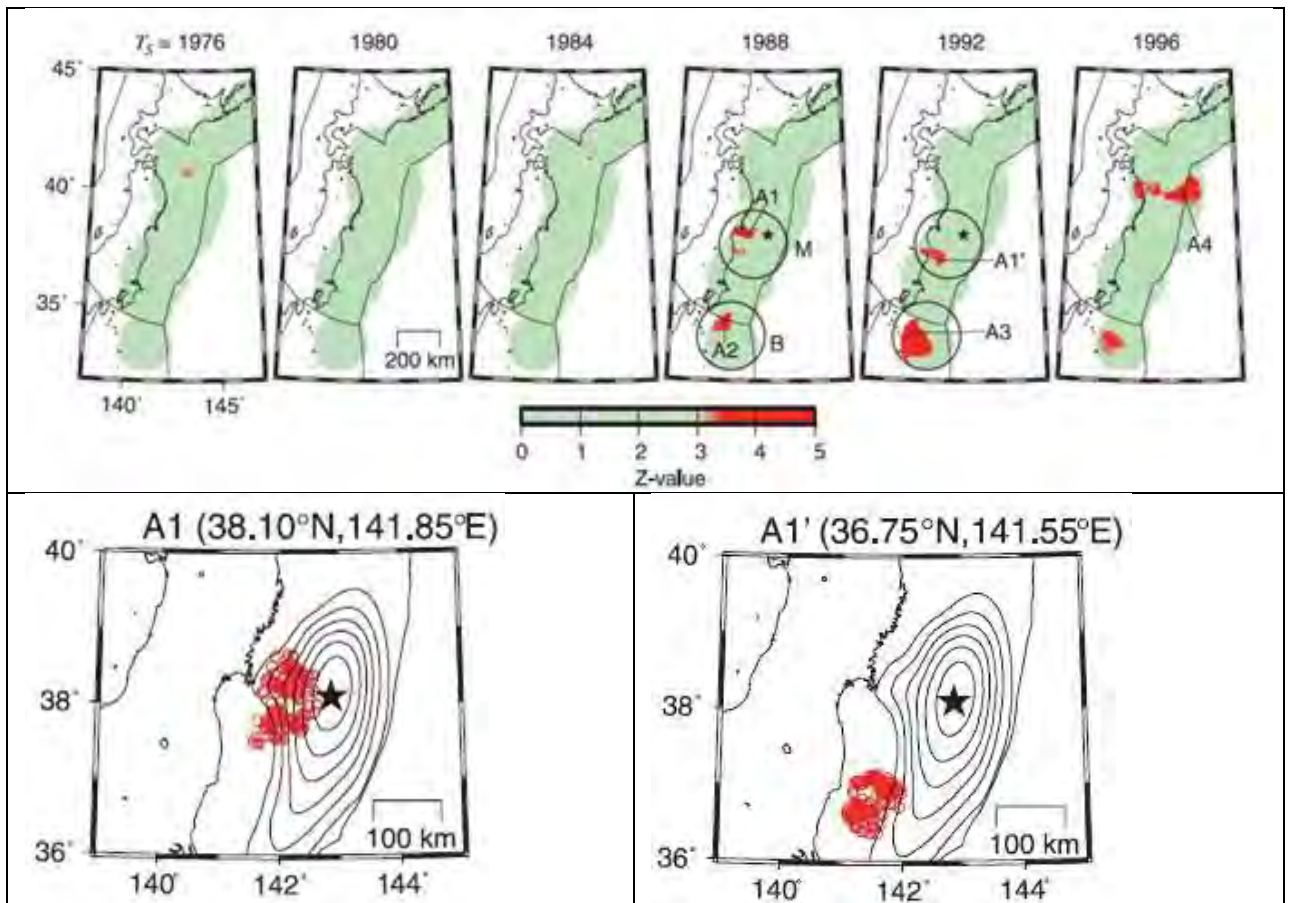 T_S = 1976 1980 1984 1988 1992 1996
45°
A1
40°
M A1' A4
35°
A3
200 km A2 B
140° 145°
0 1 2 3 4 5
Z-value
A1 (38.10°N,141.85°E)
40°
38°
100 km
36°
140° 142° 144°
A1' (36.75°N,141.55°E)
40°
38°
100 km
36°
140° 142° 144°